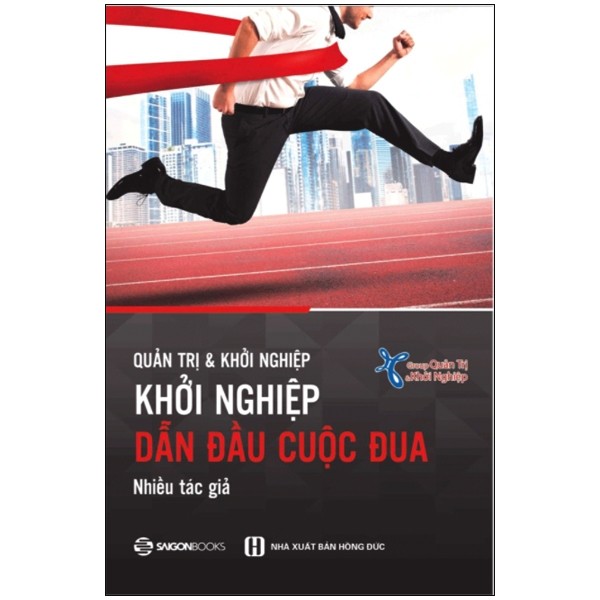 QUẢN TRỊ & KHỞI NGHIỆP
Group Quản Trị
& Khởi Nghiệp
KHỞI NGHIỆP
DẪN ĐẦU CUỘC ĐUA
Nhiều tác giả
SAIGONBOOKS
H NHÀ XUẤT BẢN HỒNG ĐỨC